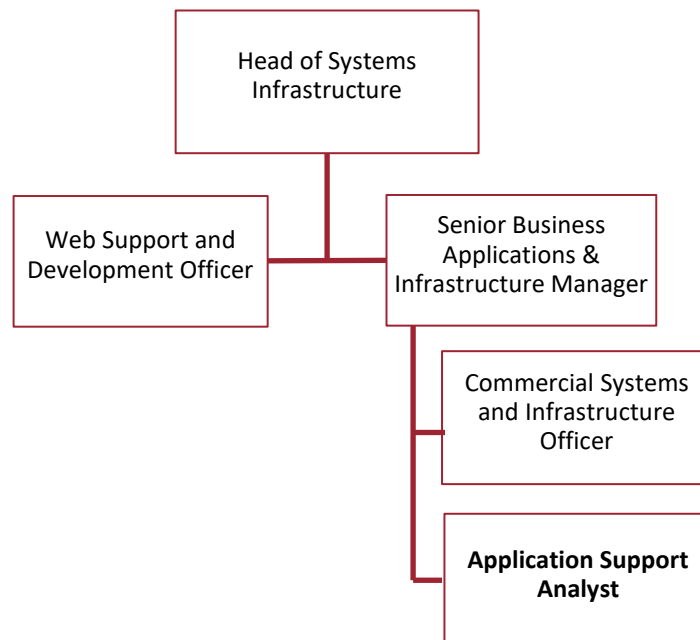 Head of Systems
Infrastructure
Web Support and
Development Officer
Senior Business
Applications &
Infrastructure Manager
Commercial Systems
and Infrastructure
Officer
Application Support
Analyst